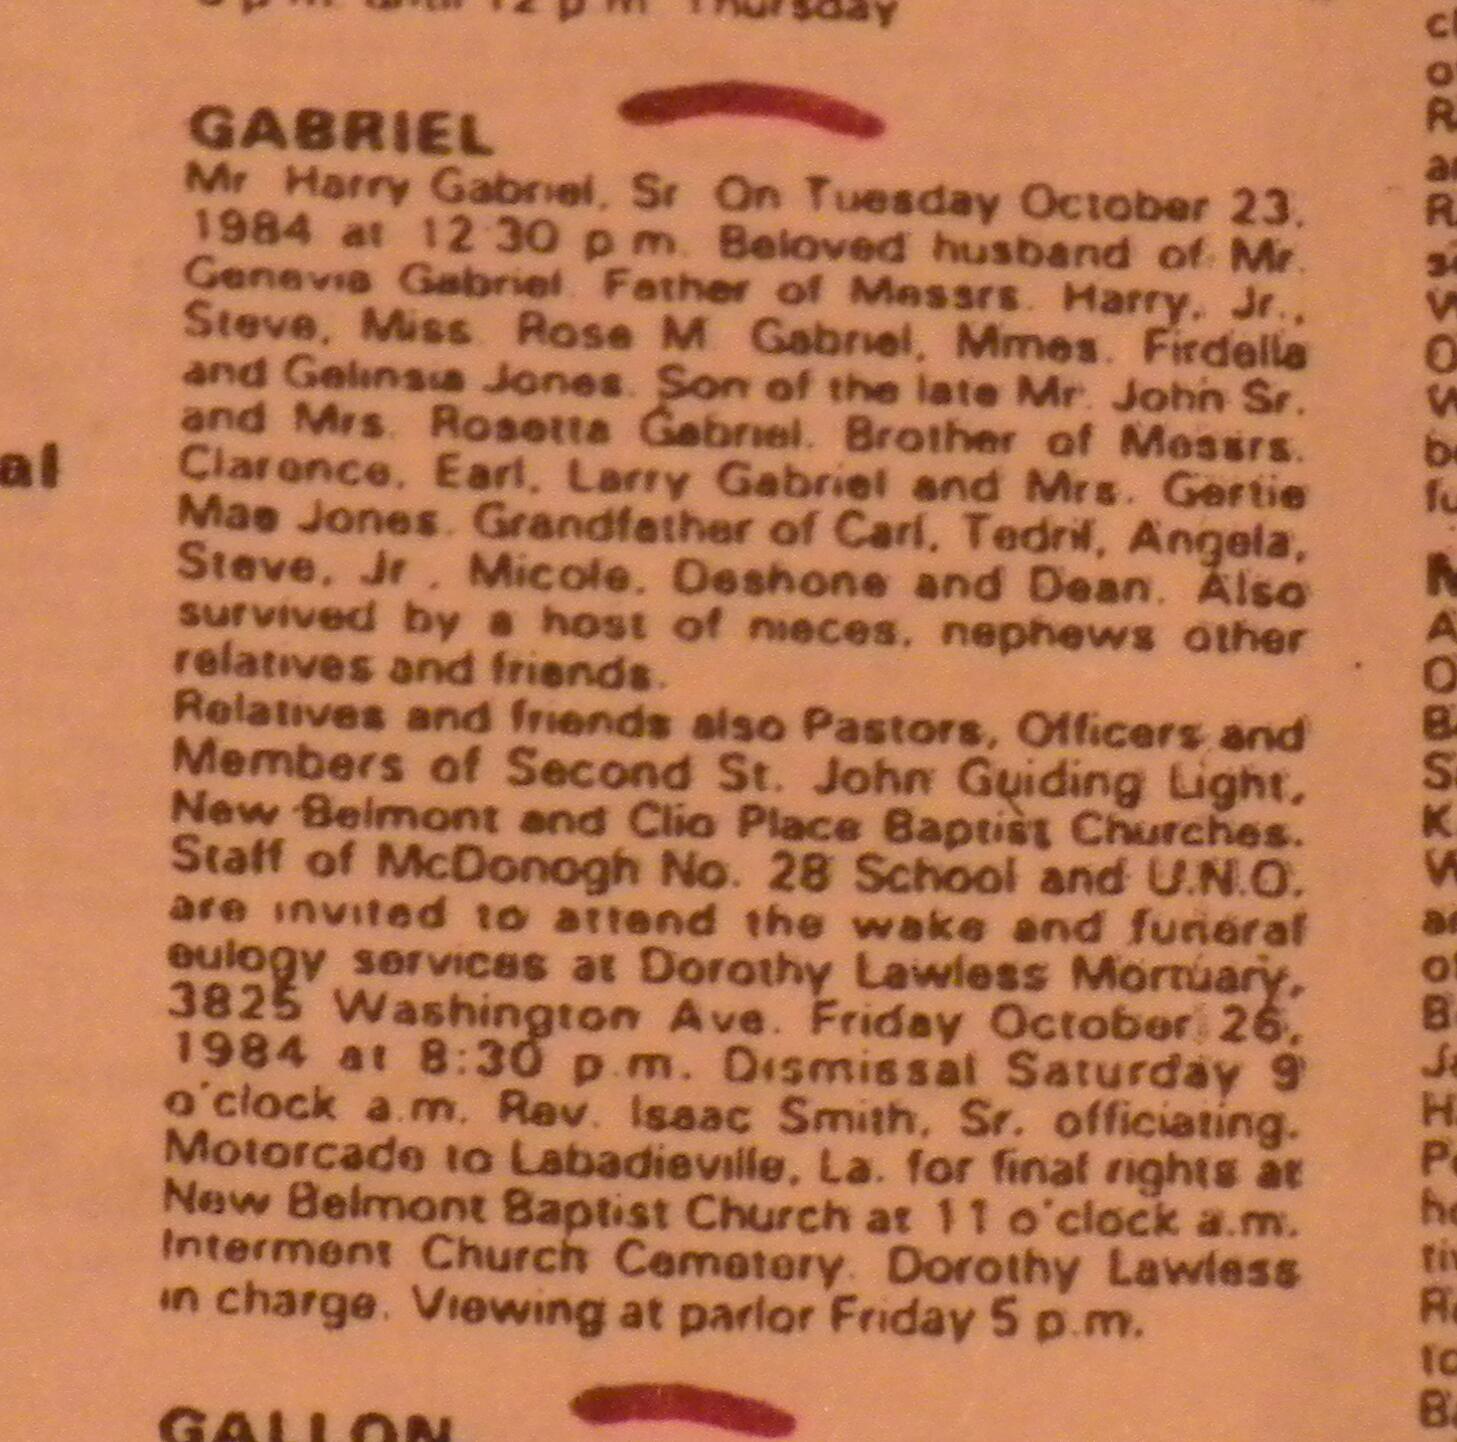 12 p m Thursday
GABRIEL
Mr Harry Gabriel, Sr On Tuesday October 23,
1984 at 12 30 p m. Beloved husband of Mr.
Genevia Gabriel. Father of Messrs. Harry, Jr.,
Steve, Miss Rose M Gabriel, Mmes. Firdella
and Gelinsia Jones. Son of the late Mr. John Sr.
and Mrs. Rosetta Gabriel. Brother of Messrs.
Clarence, Earl, Larry Gabriel and Mrs. Gertie
Mae Jones. Grandfather of Carl, Tedrif, Angela,
Steve, Jr., Micole, Deshone and Dean. Also
survived by a host of nieces, nephews other
relatives and friends.
Relatives and friends also Pastors, Officers and
Members of Second St. John Guiding Light,
New Belmont and Clio Place Baptist Churches.
Staff of McDonogh No. 28 School and U.N.O.
are invited to attend the wake and funeral
eulogy services at Dorothy Lawless Mortuary,
3825 Washington Ave. Friday October 26,
1984 at 8:30 p.m. Dismissal Saturday 9
o'clock a.m. Rev. Isaac Smith, Sr. officiating.
Motorcade to Labadieville, La. for final rights at
New Belmont Baptist Church at 11 o'clock a.m.
Interment Church Cemetery. Dorothy Lawless
in charge. Viewing at parlor Friday 5 p.m.
GALLON
al